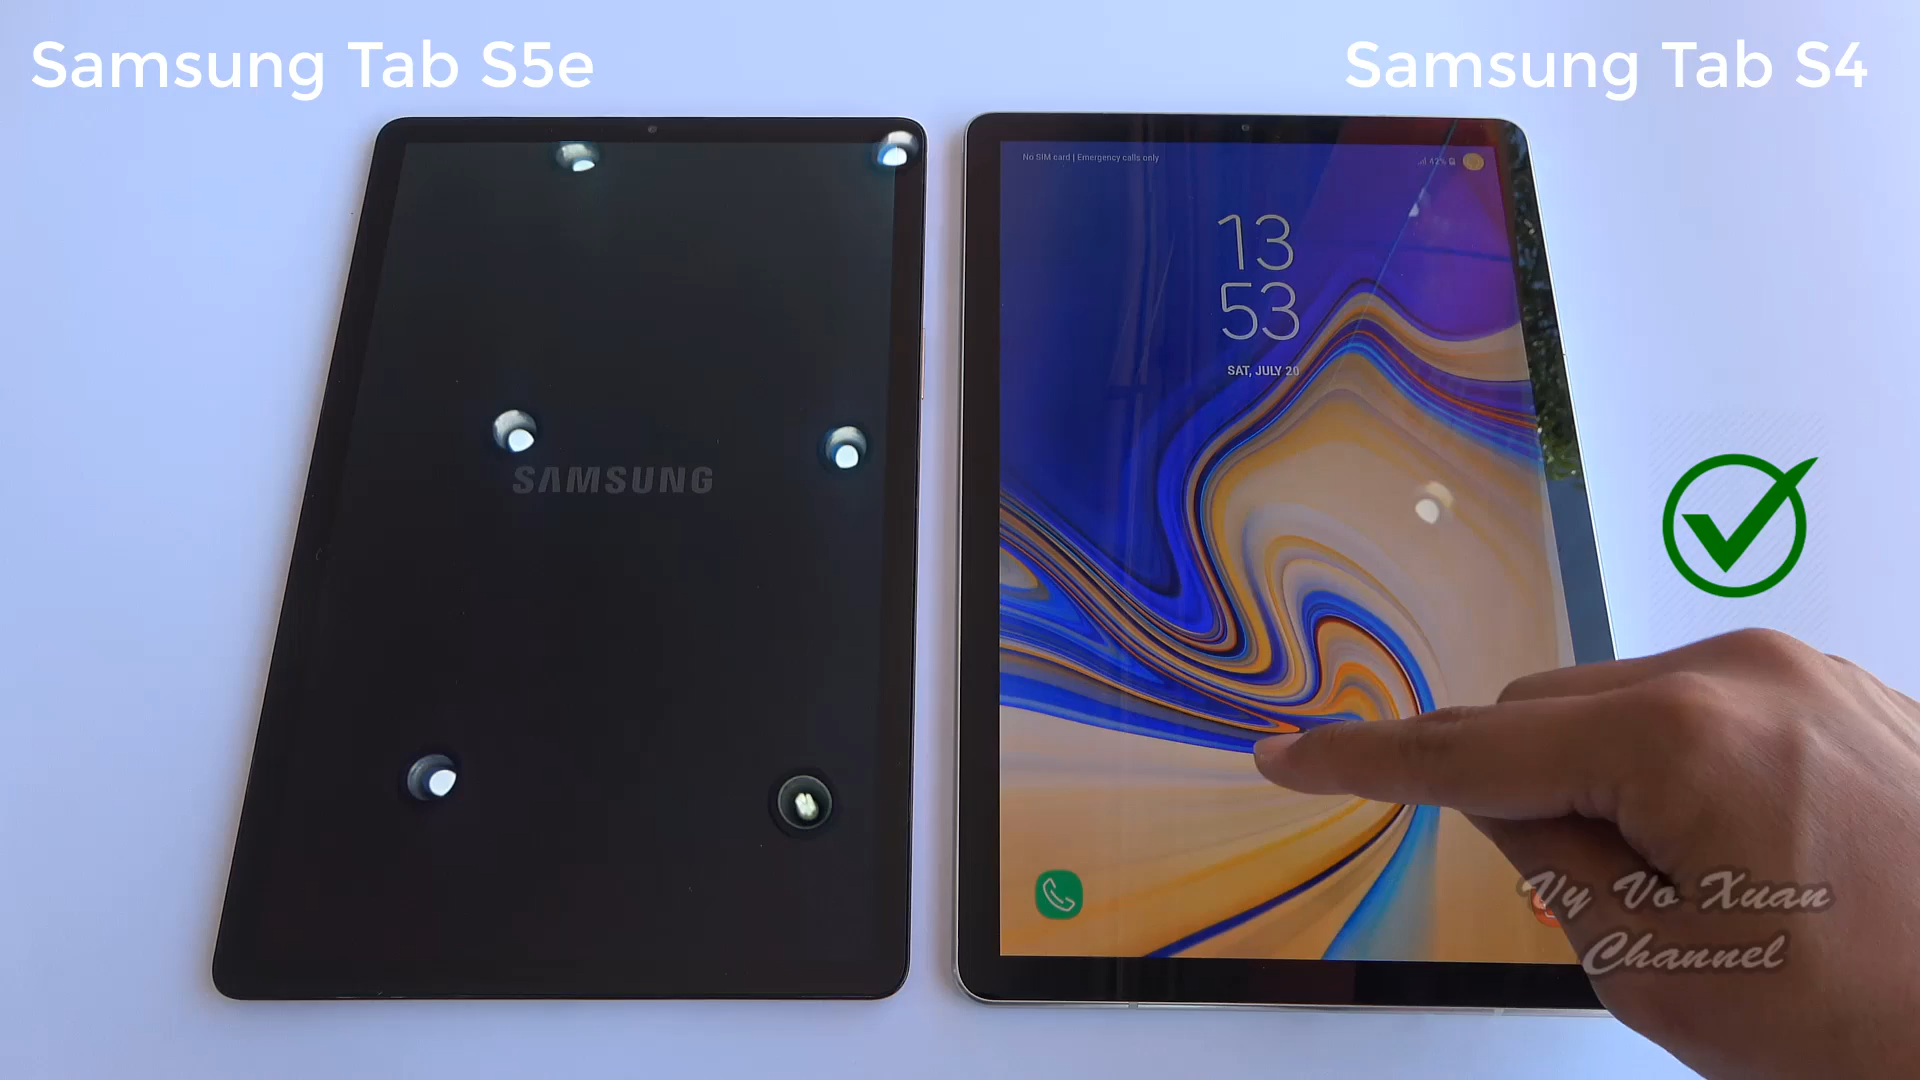 Samsung Tab S5e
Samsung Tab S4
No SIM card | Emergency calls only
42%
13
53
SAT, JULY 20
SAMSUNG
Vy Vo Xuan
Channel